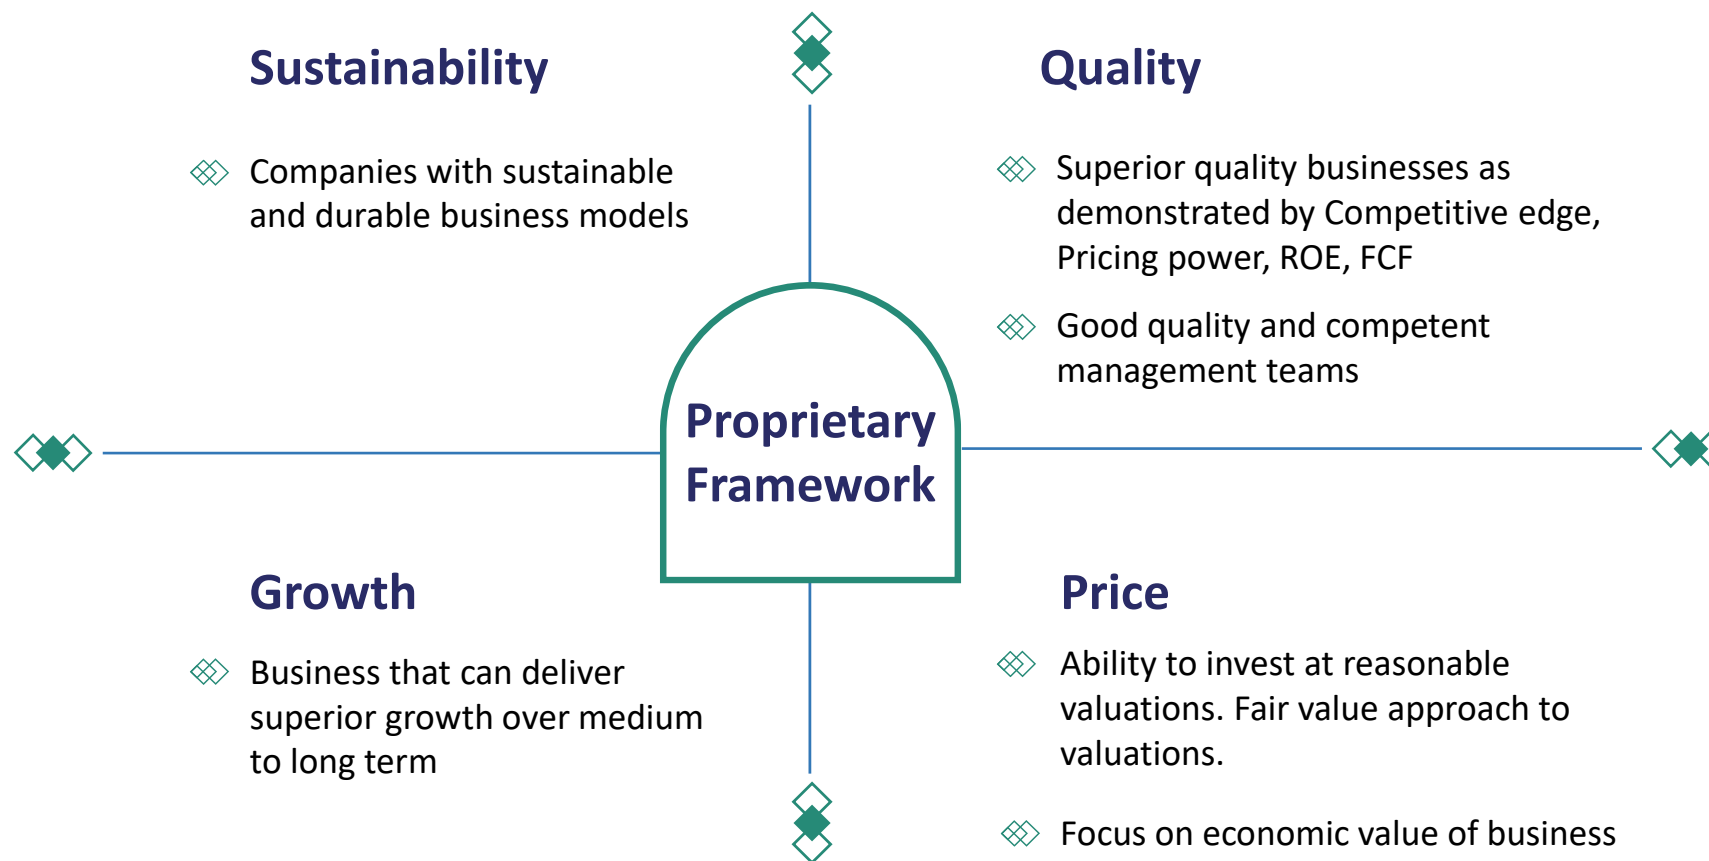 Sustainability
Companies with sustainable
and durable business models
Quality
Superior quality businesses as
demonstrated by Competitive edge,
Pricing power, ROE, FCF
Good quality and competent
management teams
Proprietary
Framework
Growth
Business that can deliver
superior growth over medium
to long term
Price
Ability to invest at reasonable
valuations. Fair value approach to
valuations.
Focus on economic value of business